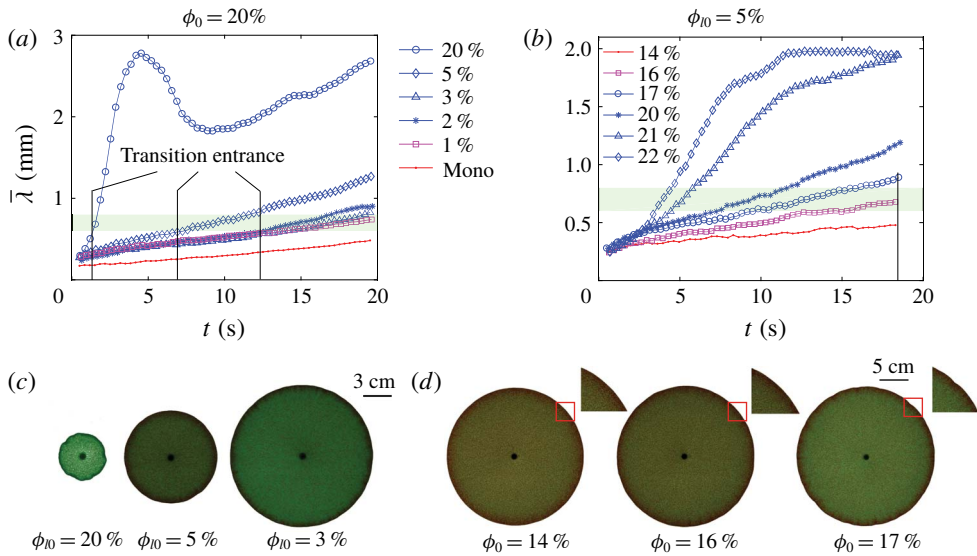 ϕ0 = 20%
(a)
3
2
1
0
5
10
15
20
λ̄ (mm)
t (s)
Transition entrance
20 %
5 %
3 %
2 %
1 %
Mono
ϕl0 = 5%
(b)
2.0
1.5
1.0
0.5
0
5
10
15
20
t (s)
14 %
16 %
17 %
20 %
21 %
22 %
(c)
3 cm
ϕl0 = 20 %
ϕl0 = 5 %
ϕl0 = 3 %
(d)
5 cm
ϕ0 = 14 %
ϕ0 = 16 %
ϕ0 = 17 %